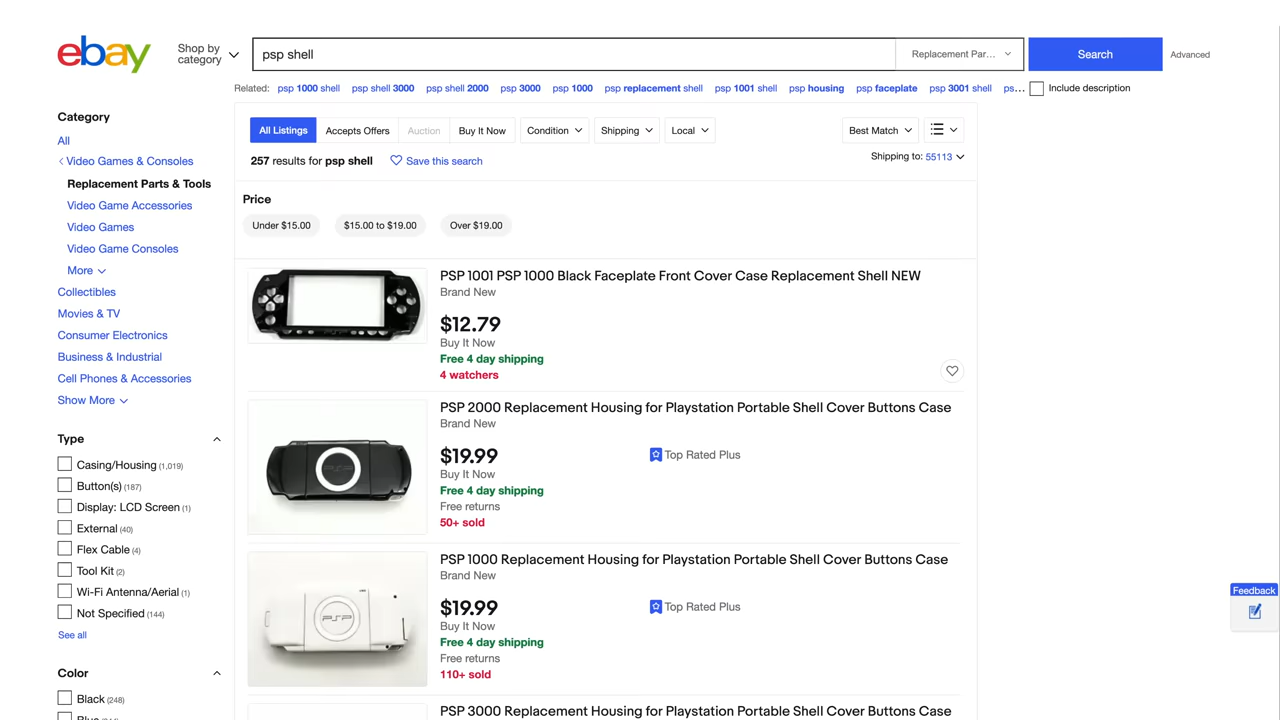 ebay
Shop by category
psp shell
Replacement Par...
Search
Advanced
Related: psp 1000 shell psp shell 3000 psp shell 2000 psp 3000 psp 1000 psp replacement shell psp 1001 shell psp housing psp faceplate psp 3001 shell ps...
Include description
Category
All
Video Games & Consoles
Replacement Parts & Tools
Video Game Accessories
Video Games
Video Game Consoles
More
Collectibles
Movies & TV
Consumer Electronics
Business & Industrial
Cell Phones & Accessories
Show More
Type
Casing/Housing (1,019)
Button(s) (187)
Display: LCD Screen (1)
External (40)
Flex Cable (4)
Tool Kit (2)
Wi-Fi Antenna/Aerial (1)
Not Specified (144)
See all
Color
Black (248)
All Listings Accepts Offers Auction Buy It Now Condition Shipping Local Best Match
257 results for psp shell Save this search
Shipping to: 55113
Price
Under $15.00 $15.00 to $19.00 Over $19.00
PSP 1001 PSP 1000 Black Faceplate Front Cover Case Replacement Shell NEW
Brand New
$12.79
Buy It Now
Free 4 day shipping
4 watchers
PSP 2000 Replacement Housing for Playstation Portable Shell Cover Buttons Case
Brand New
$19.99
Top Rated Plus
Buy It Now
Free 4 day shipping
Free returns
50+ sold
PSP 1000 Replacement Housing for Playstation Portable Shell Cover Buttons Case
Brand New
$19.99
Top Rated Plus
Buy It Now
Free 4 day shipping
Free returns
110+ sold
PSP
PSP 3000 Replacement Housing for Playstation Portable Shell Cover Buttons Case
Feedback